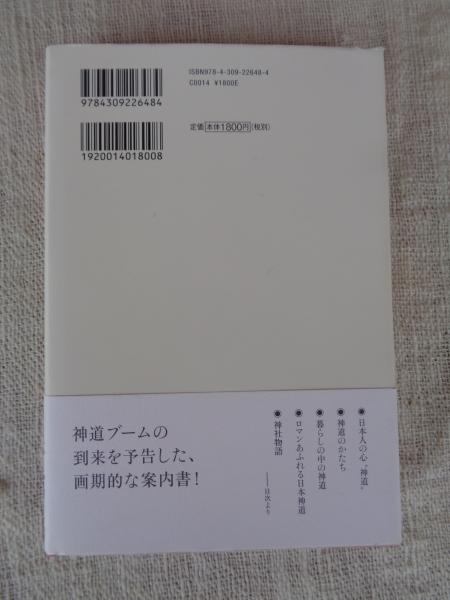 ISBN978-4-309-22648-4
C0014 ¥1800E
9784309226484
定価 本体1800円(税別)
1920014018008
●日本人の心“神道”
●神道のかたち
●暮らしの中の神道
●ロマンあふれる日本神道
●神社物語
――目次より
神道ブームの
到来を予告した、
画期的な案内書!